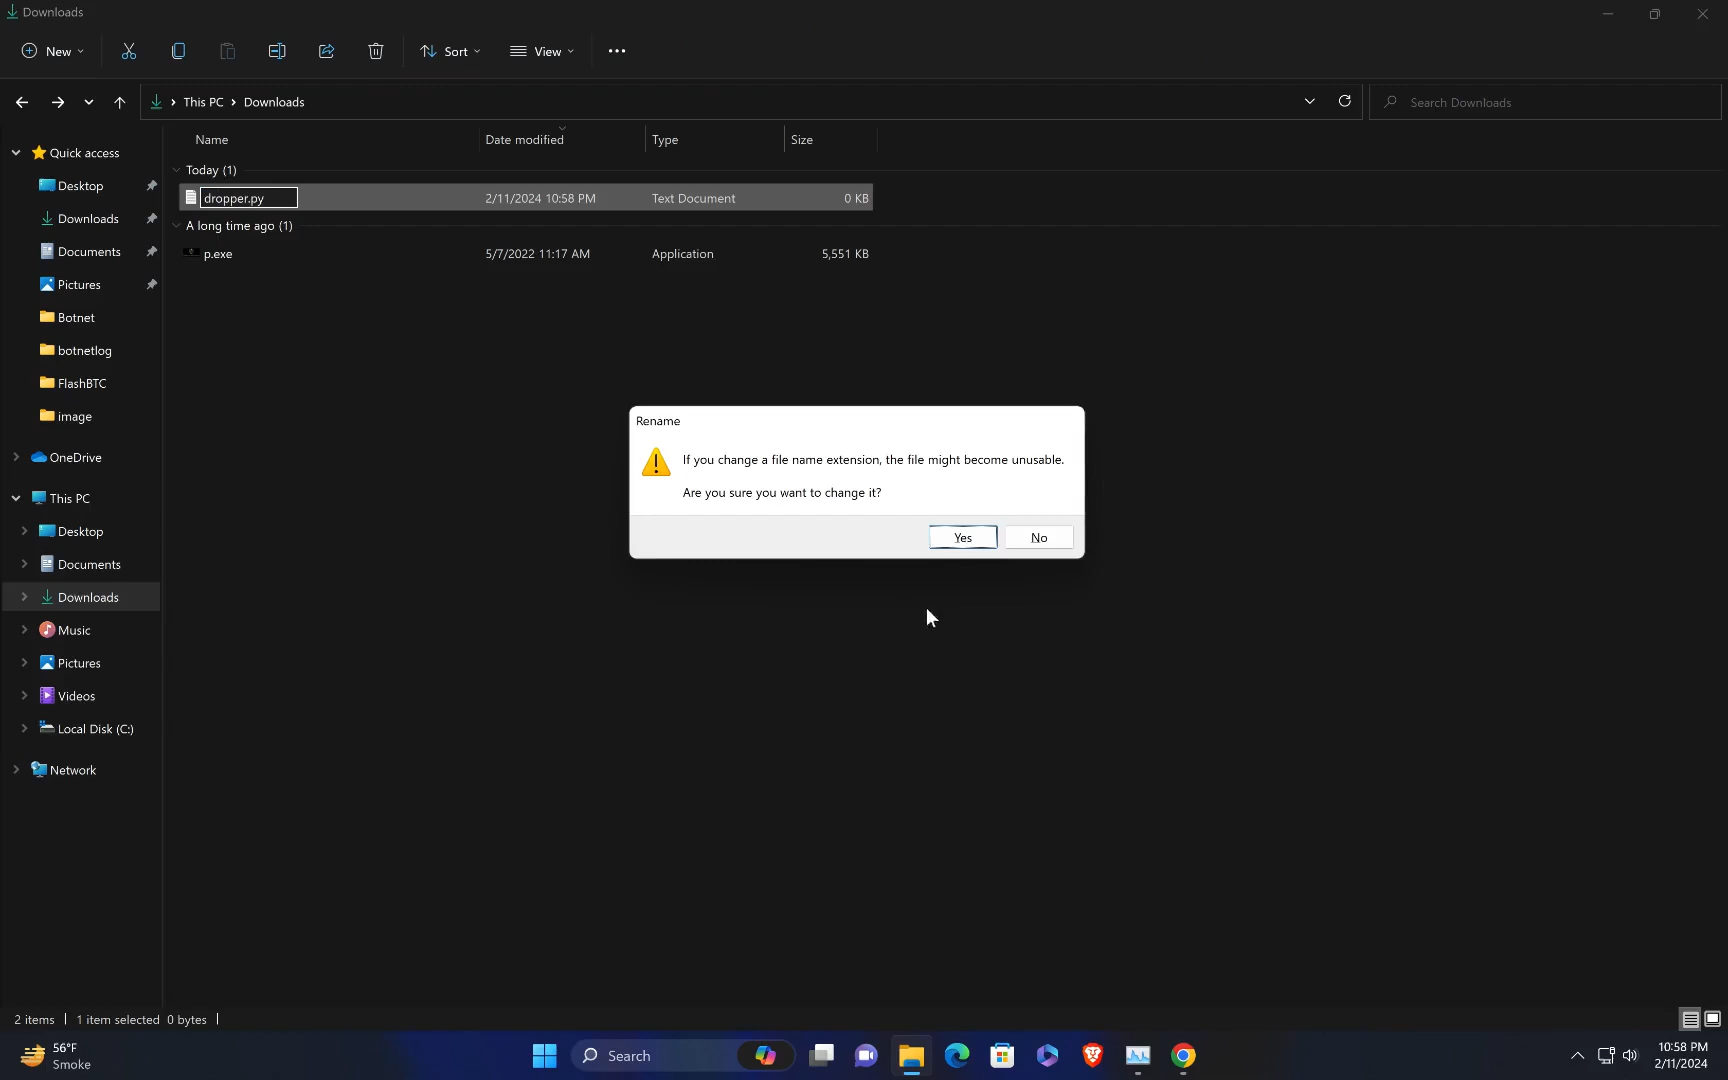 Downloads
New
Sort
View
This PC > Downloads
Search Downloads
Name
Date modified
Type
Size
Quick access
Desktop
Downloads
Documents
Pictures
Botnet
botnetlog
FlashBTC
image
OneDrive
This PC
Desktop
Documents
Downloads
Music
Pictures
Videos
Local Disk (C:)
Network
Today (1)
dropper.py 2/11/2024 10:58 PM Text Document 0 KB
A long time ago (1)
p.exe 5/7/2022 11:17 AM Application 5,551 KB
Rename
If you change a file name extension, the file might become unusable.
Are you sure you want to change it?
Yes No
2 items 1 item selected 0 bytes
56°F
Smoke
Search
10:58 PM
2/11/2024